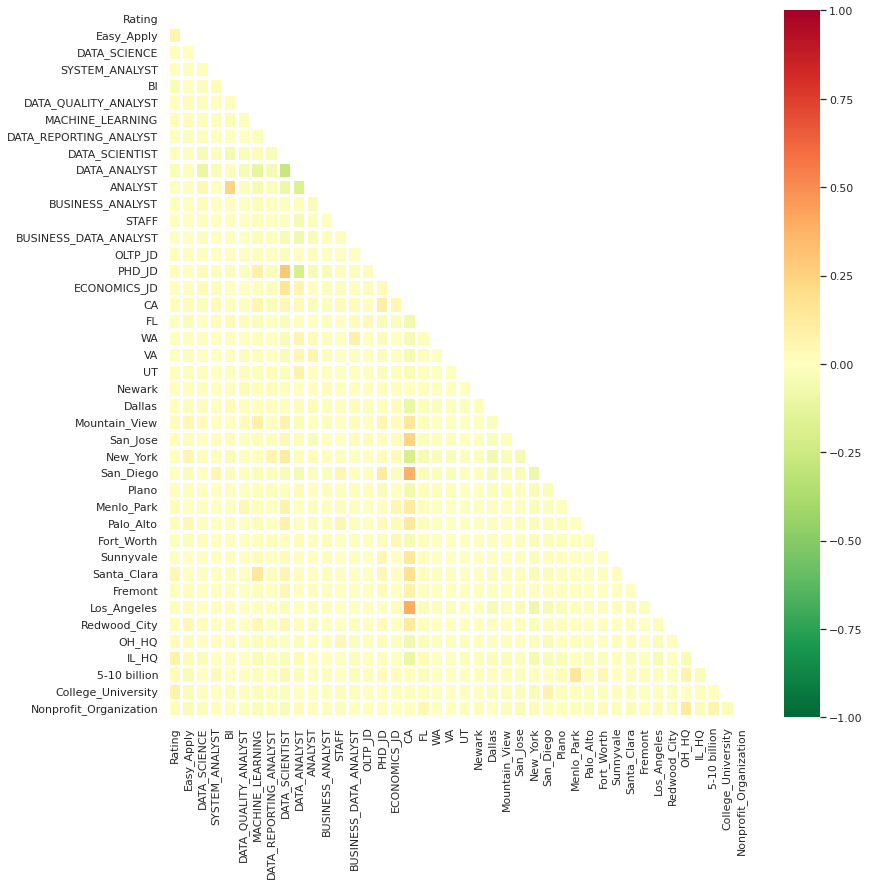 Rating
Easy_Apply
DATA_SCIENCE
SYSTEM_ANALYST
BI
DATA_QUALITY_ANALYST
MACHINE_LEARNING
DATA_REPORTING_ANALYST
DATA_SCIENTIST
DATA_ANALYST
ANALYST
BUSINESS_ANALYST
STAFF
BUSINESS_DATA_ANALYST
OLTP_JD
PHD_JD
ECONOMICS_JD
CA
FL
WA
VA
UT
Newark
Dallas
Mountain_View
San_Jose
New_York
San_Diego
Plano
Menlo_Park
Palo_Alto
Fort_Worth
Sunnyvale
Santa_Clara
Fremont
Los_Angeles
Redwood_City
OH_HQ
IL_HQ
5-10 billion
College_University
Nonprofit_Organization
Rating
Easy_Apply
DATA_SCIENCE
SYSTEM_ANALYST
BI
DATA_QUALITY_ANALYST
MACHINE_LEARNING
DATA_REPORTING_ANALYST
DATA_SCIENTIST
DATA_ANALYST
ANALYST
BUSINESS_ANALYST
STAFF
BUSINESS_DATA_ANALYST
OLTP_JD
PHD_JD
ECONOMICS_JD
CA
FL
WA
VA
UT
Newark
Dallas
Mountain_View
San_Jose
New_York
San_Diego
Plano
Menlo_Park
Palo_Alto
Fort_Worth
Sunnyvale
Santa_Clara
Fremont
Los_Angeles
Redwood_City
OH_HQ
IL_HQ
5-10 billion
College_University
Nonprofit_Organization
1.00
0.75
0.50
0.25
0.00
−0.25
−0.50
−0.75
−1.00